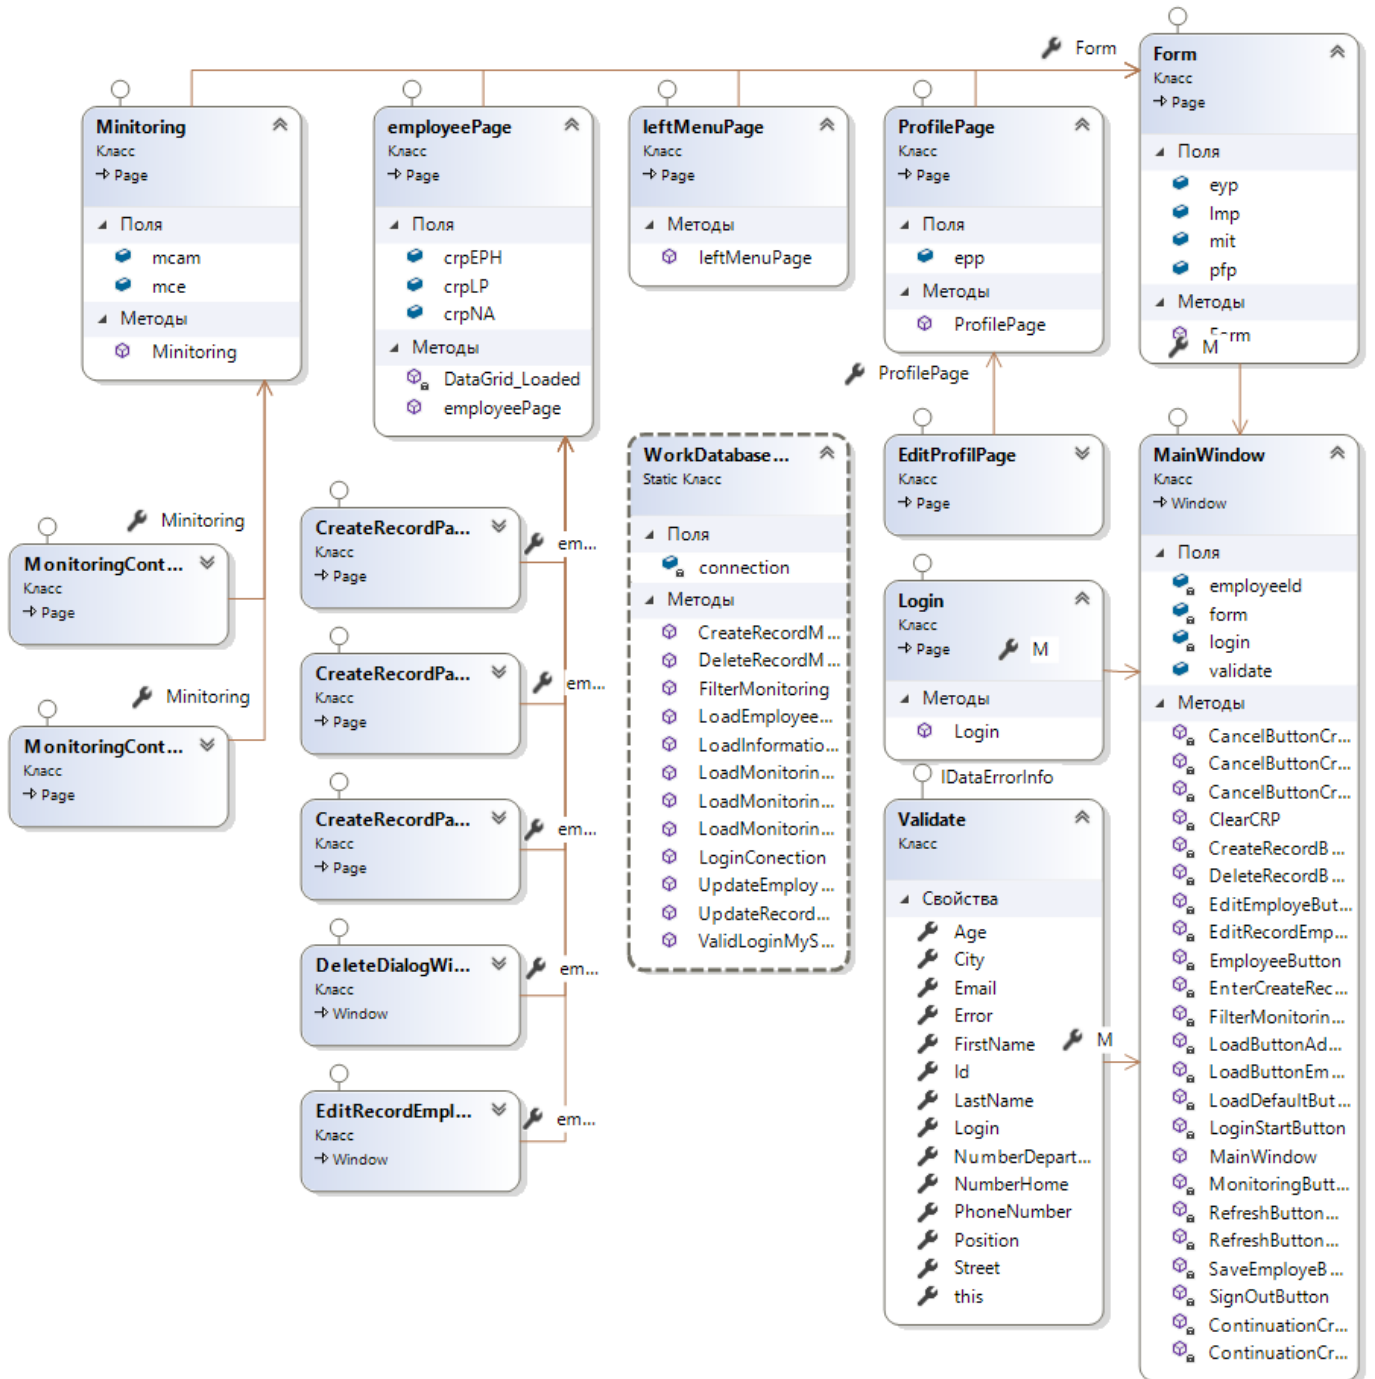 Form
Form
Класс
Page
Поля
eyp
lmp
mit
pfp
Методы
Form
M
Minitoring
Класс
Page
Поля
mcam
mce
Методы
Minitoring
employeePage
Класс
Page
Поля
crpEPH
crpLP
crpNA
Методы
DataGrid_Loaded
employeePage
leftMenuPage
Класс
Page
Методы
leftMenuPage
ProfilePage
Класс
Page
Поля
epp
Методы
ProfilePage
ProfilePage
EditProfilPage
Класс
Page
Minitoring
MonitoringCont...
Класс
Page
Minitoring
MonitoringCont...
Класс
Page
CreateRecordPa...
Класс
Page
em...
CreateRecordPa...
Класс
Page
em...
CreateRecordPa...
Класс
Page
em...
DeleteDialogWi...
Класс
Window
em...
EditRecordEmpl...
Класс
Window
em...
WorkDatabase...
Static Класс
Поля
connection
Методы
CreateRecordM...
DeleteRecordM...
FilterMonitoring
LoadEmployee...
LoadInformatio...
LoadMonitorin...
LoadMonitorin...
LoadMonitorin...
LoginConection
UpdateEmploy...
UpdateRecord...
ValidLoginMyS...
Login
Класс
Page
M
Методы
Login
IDataErrorInfo
Validate
Класс
Свойства
Age
City
Email
Error
FirstName
Id
LastName
Login
NumberDepart...
NumberHome
PhoneNumber
Position
Street
this
M
MainWindow
Класс
Window
Поля
employeeId
form
login
validate
Методы
CancelButtonCr...
CancelButtonCr...
CancelButtonCr...
ClearCRP
CreateRecordB...
DeleteRecordB...
EditEmployeBut...
EditRecordEmp...
EmployeeButton
EnterCreateRec...
FilterMonitorin...
LoadButtonAd...
LoadButtonEm...
LoadDefaultBut...
LoginStartButton
MainWindow
MonitoringButt...
RefreshButton...
RefreshButton...
SaveEmployeB...
SignOutButton
ContinuationCr...
ContinuationCr...